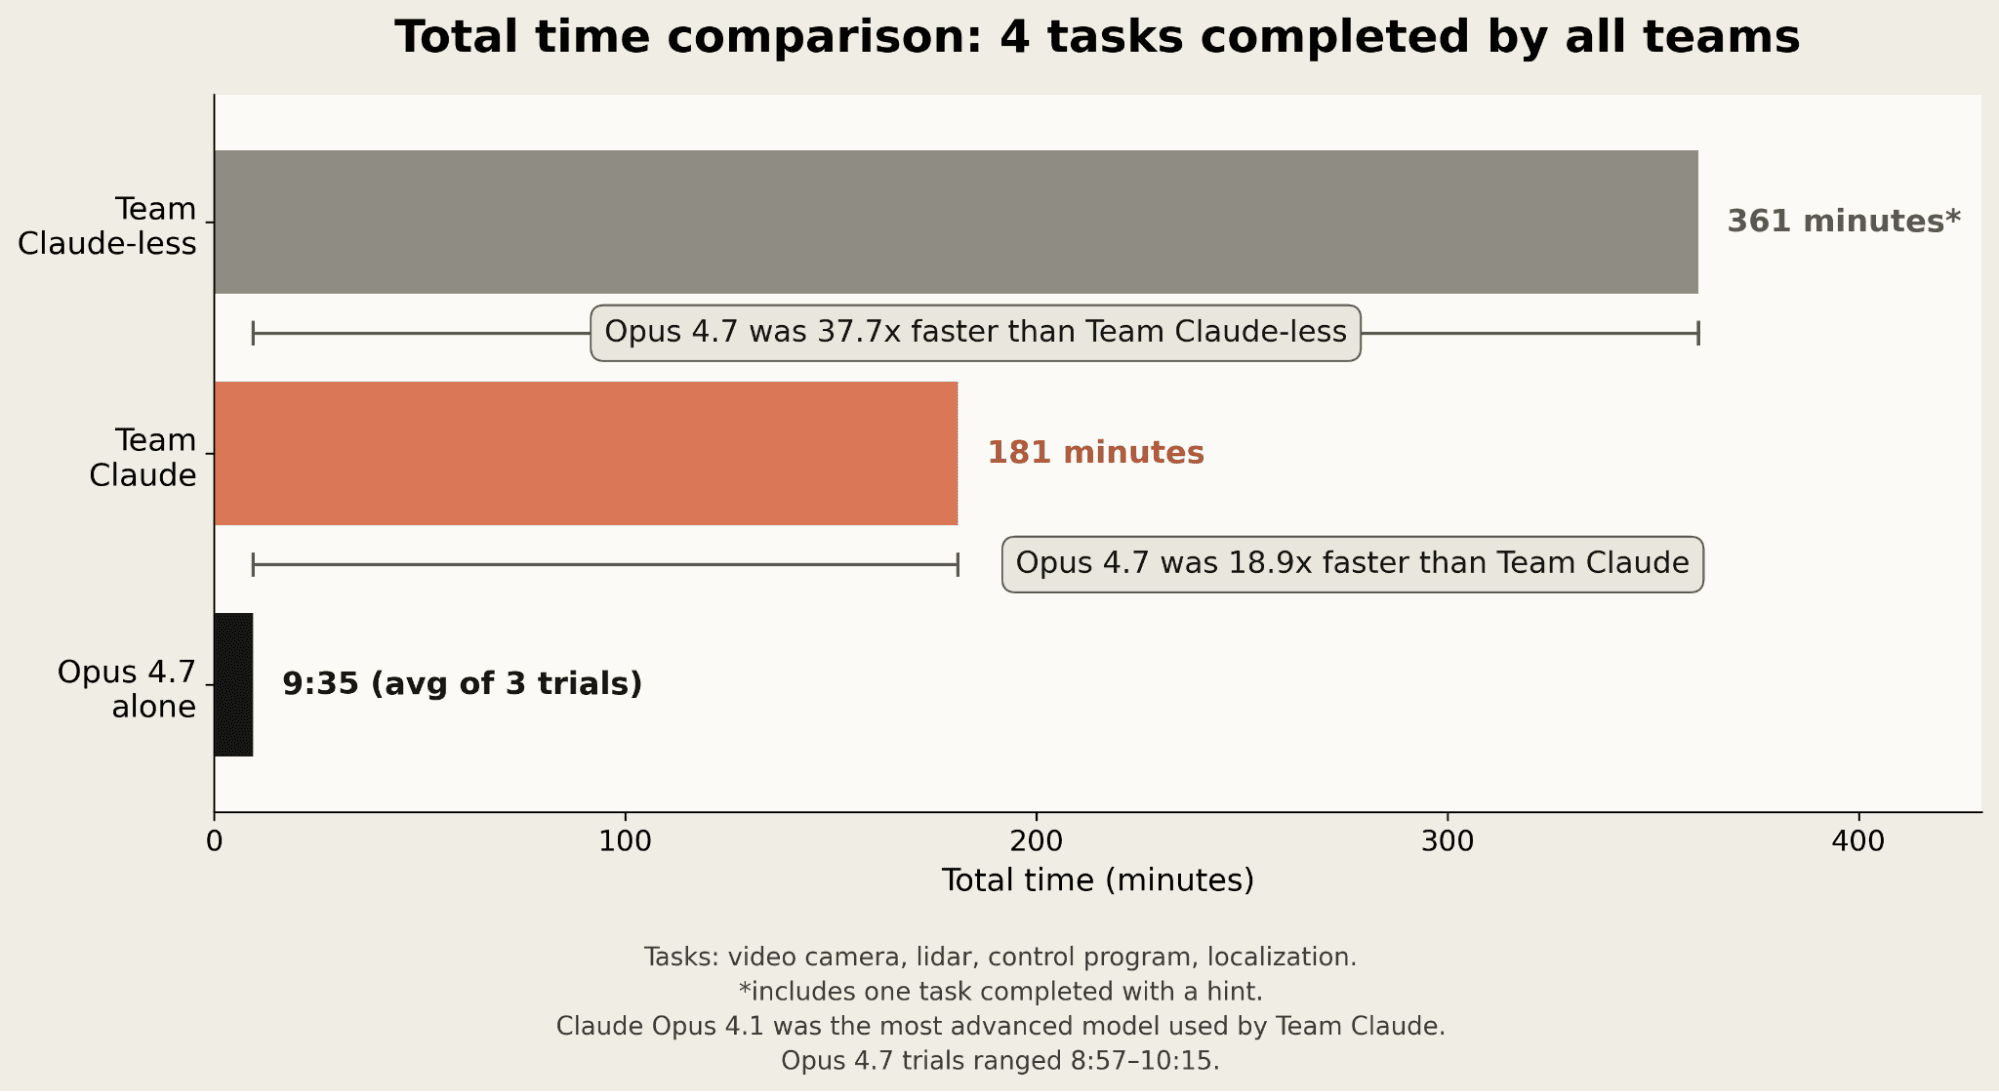 Total time comparison: 4 tasks completed by all teams
Team
Claude-less
361 minutes*
Opus 4.7 was 37.7x faster than Team Claude-less
Team
Claude
181 minutes
Opus 4.7 was 18.9x faster than Team Claude
Opus 4.7
alone
9:35 (avg of 3 trials)
0
100
200
300
400
Total time (minutes)
Tasks: video camera, lidar, control program, localization.
*includes one task completed with a hint.
Claude Opus 4.1 was the most advanced model used by Team Claude.
Opus 4.7 trials ranged 8:57–10:15.